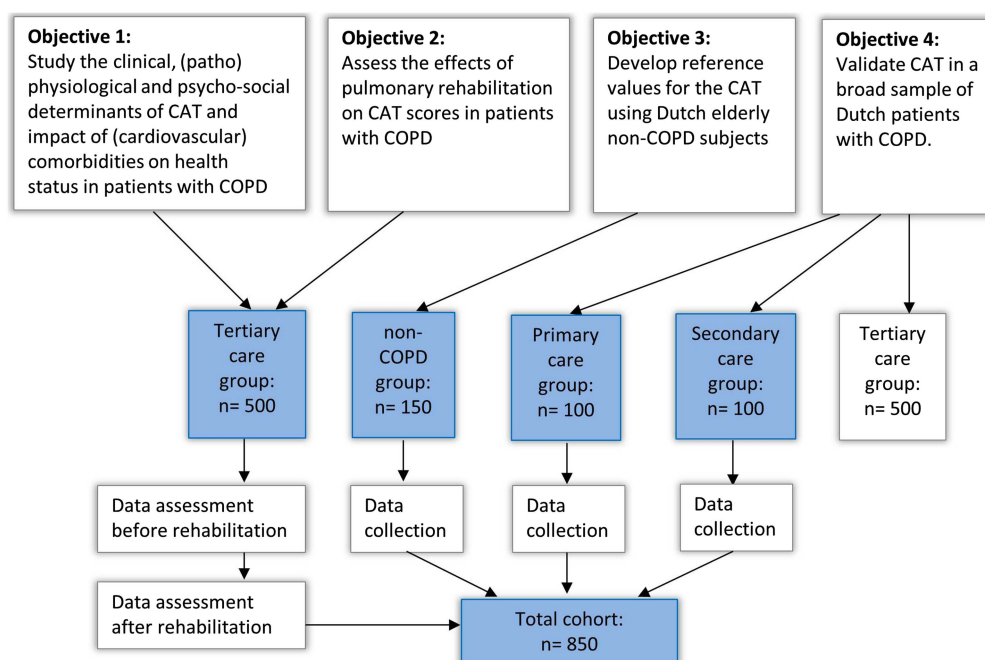 Objective 1:
Study the clinical, (patho)
physiological and psycho-social
determinants of CAT and
impact of (cardiovascular)
comorbidities on health
status in patients with COPD
Objective 2:
Assess the effects of
pulmonary rehabilitation
on CAT scores in patients
with COPD
Objective 3:
Develop reference
values for the CAT
using Dutch elderly
non-COPD subjects
Objective 4:
Validate CAT in a
broad sample of
Dutch patients
with COPD.
Tertiary
care
group:
n= 500
non-
COPD
group:
n= 150
Primary
care
group:
n= 100
Secondary
care
group:
n= 100
Tertiary
care
group:
n= 500
Data assessment
before rehabilitation
Data
collection
Data
collection
Data
collection
Data assessment
after rehabilitation
Total cohort:
n= 850